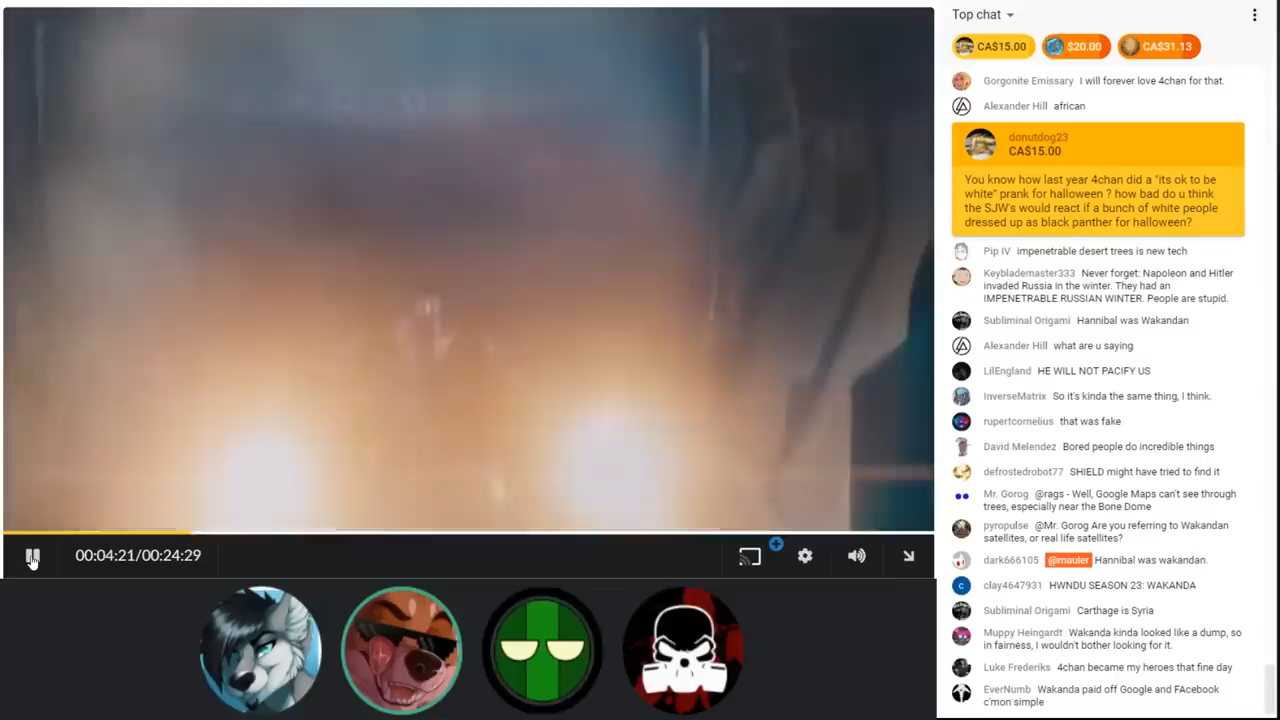 Top chat
CA$15.00
$20.00
CA$31.13
Gorgonite Emissary I will forever love 4chan for that.
Alexander Hill african
donutdog23
CA$15.00
You know how last year 4chan did a "its ok to be
white" prank for halloween ? how bad do u think
the SJW's would react if a bunch of white people
dressed up as black panther for halloween?
Pip IV impenetrable desert trees is new tech
Keyblademaster333 Never forget: Napoleon and Hitler
invaded Russia in the winter. They had an
IMPENETRABLE RUSSIAN WINTER. People are stupid.
Subliminal Origami Hannibal was Wakandan
Alexander Hill what are u saying
LilEngland HE WILL NOT PACIFY US
InverseMatrix So it's kinda the same thing, I think.
rupertcornelius that was fake
David Melendez Bored people do incredible things
defrostedrobot77 SHIELD might have tried to find it
Mr. Gorog @rags - Well, Google Maps can't see through
trees, especially near the Bone Dome
pyropulse @Mr. Gorog Are you referring to Wakandan
satellites, or real life satellites?
dark666105 @mauler Hannibal was wakandan.
clay4647931 HWNDU SEASON 23: WAKANDA
Subliminal Origami Carthage is Syria
Muppy Heingardt Wakanda kinda looked like a dump, so
in fairness, I wouldn't bother looking for it.
Luke Frederiks 4chan became my heroes that fine day
EverNumb Wakanda paid off Google and FAcebook
c'mon simple
00:04:21/00:24:29